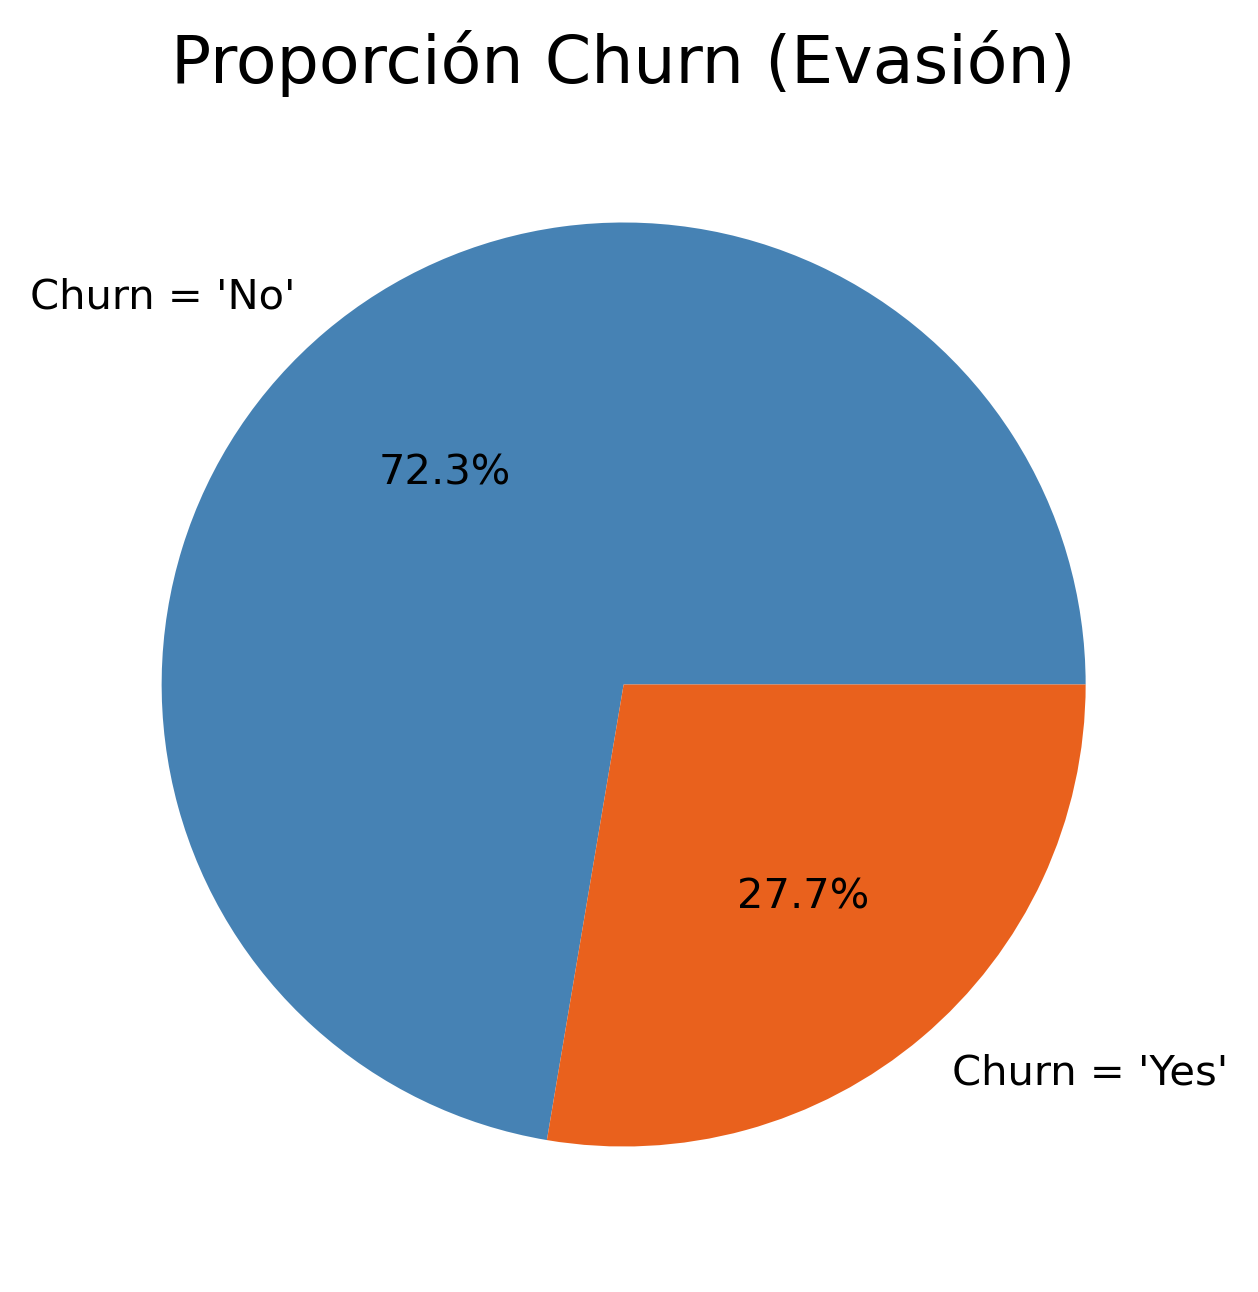 Proporción Churn (Evasión)
Churn = 'No'
72.3%
27.7%
Churn = 'Yes'